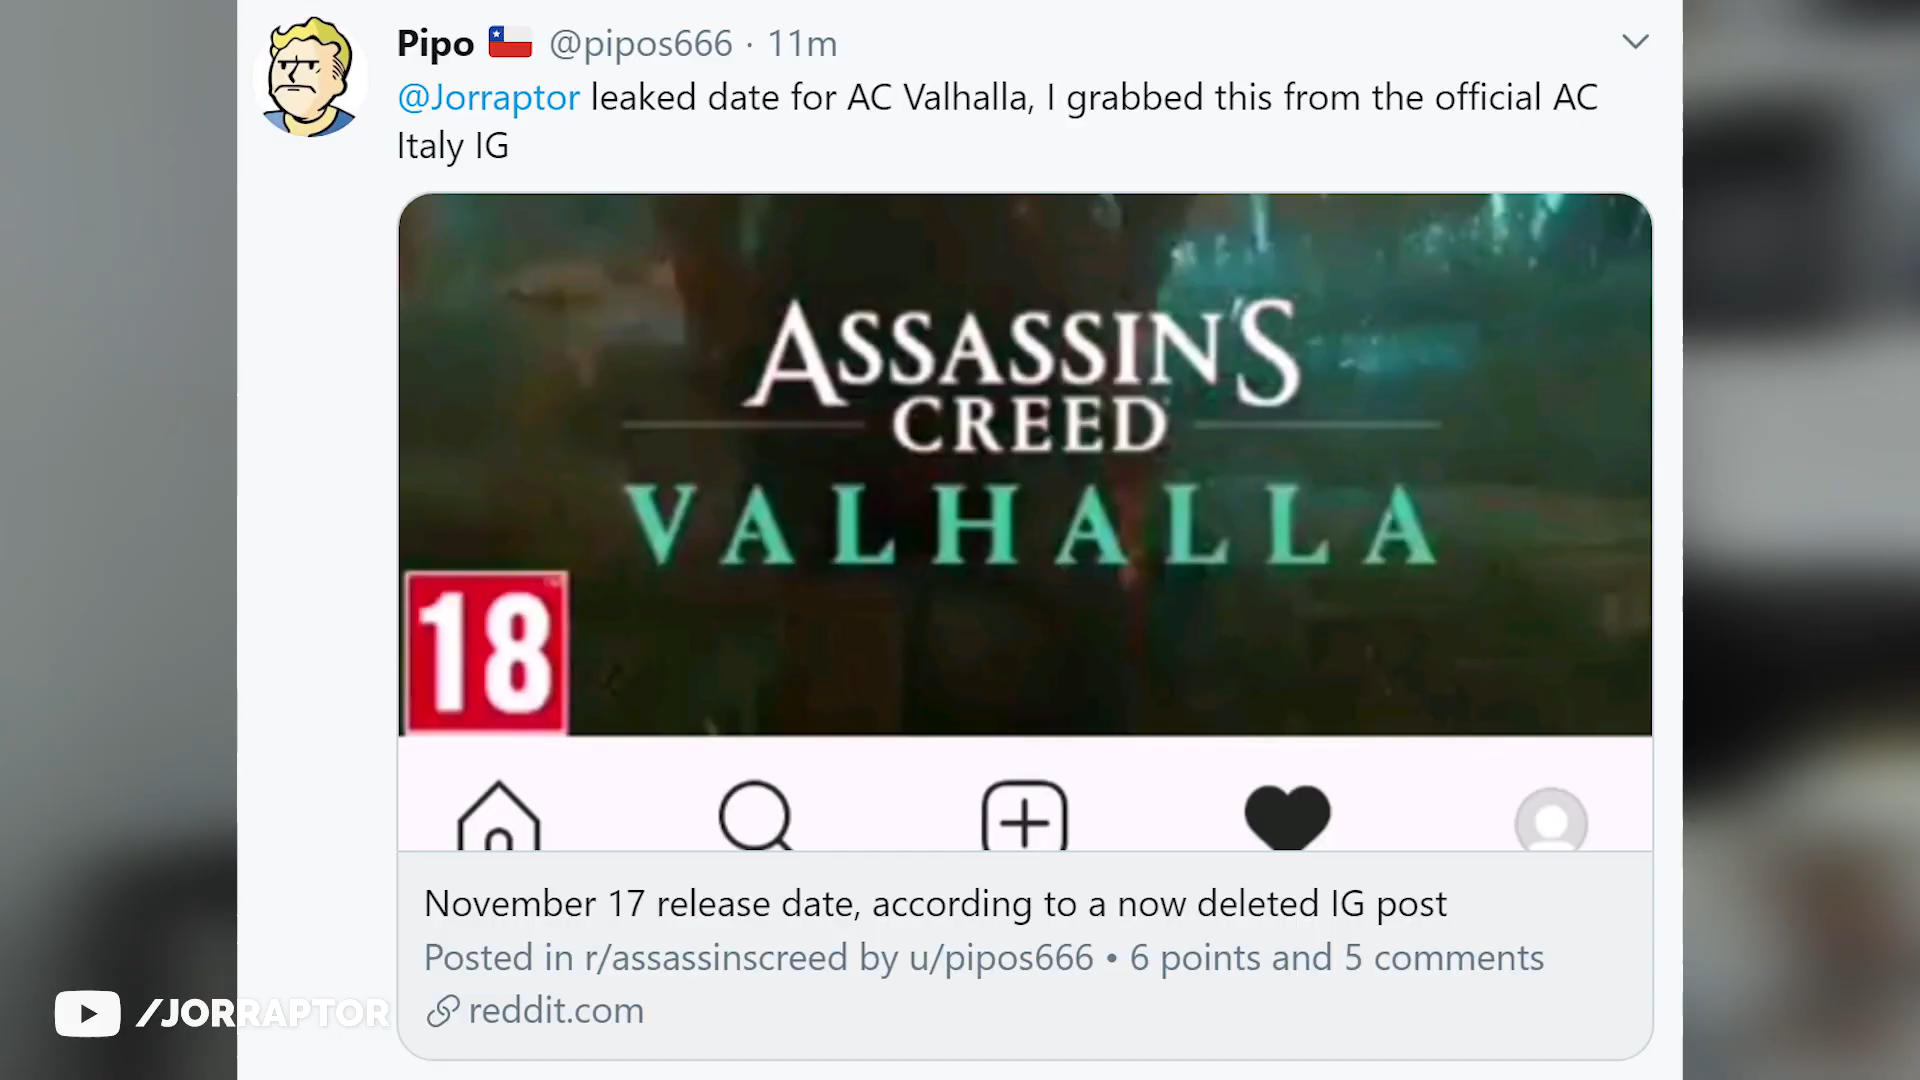 Pipo 🇨🇱 @pipos666 · 11m
@Jorraptor leaked date for AC Valhalla, I grabbed this from the official AC
Italy IG
ASSASSIN'S
CREED
VALHALLA
18
November 17 release date, according to a now deleted IG post
Posted in r/assassinscreed by u/pipos666 • 6 points and 5 comments
reddit.com
/JORRAPTOR